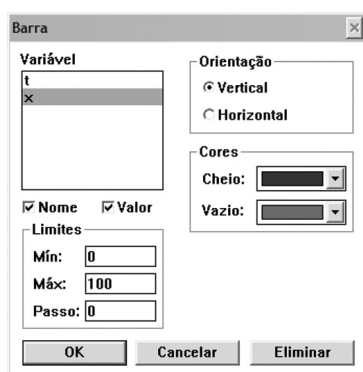 Barra
Variável
t
x
Nome
Valor
Limites
Mín: 0
Máx: 100
Passo: 0
Orientação
Vertical
Horizontal
Cores
Cheio:
Vazio:
OK
Cancelar
Eliminar